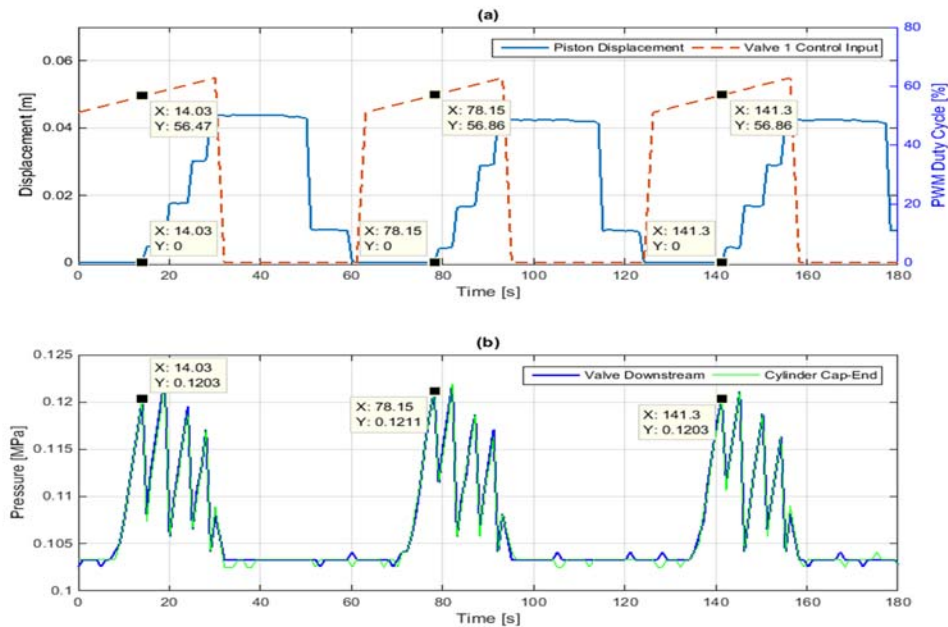 (a)
80
Piston Displacement
Valve 1 Control Input
0.06
60
Displacement [m]
X: 14.03
Y: 56.47
X: 78.15
Y: 56.86
X: 141.3
Y: 56.86
PWM Duty Cycle [%]
0.04
40
0.02
20
X: 14.03
Y: 0
X: 78.15
Y: 0
X: 141.3
Y: 0
0
0
0 20 40 60 80 100 120 140 160 180
Time [s]
(b)
0.125
X: 14.03
Y: 0.1203
Valve Downstream
Cylinder Cap-End
0.12
X: 78.15
Y: 0.1211
X: 141.3
Y: 0.1203
Pressure [MPa]
0.115
0.11
0.105
0.1
0 20 40 60 80 100 120 140 160 180
Time [s]